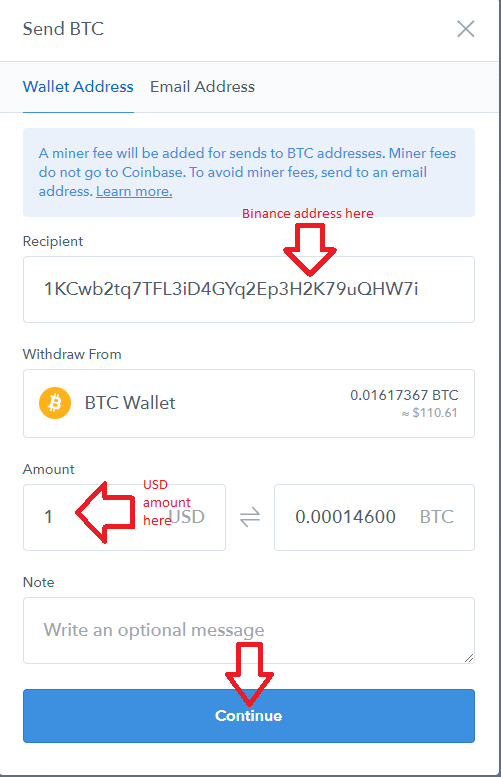 Send BTC
Wallet Address Email Address
A miner fee will be added for sends to BTC addresses. Miner fees
do not go to Coinbase. To avoid miner fees, send to an email
address. Learn more.
Binance address here
Recipient
1KCwb2tq7TFL3iD4GYq2Ep3H2K79uQHW7i
Withdraw From
BTC Wallet
0.01617367 BTC
≈ $110.61
Amount
1 USD
USD
amount
here
0.00014600 BTC
Note
Write an optional message
Continue